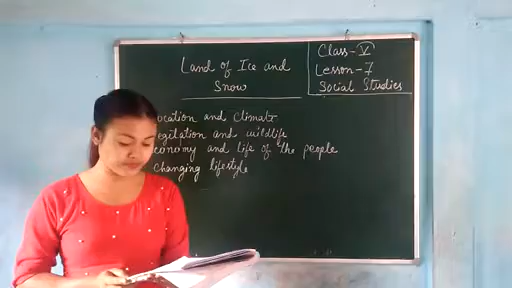 Land of Ice and
Snow
Class-V
Lesson-7
Social Studies
ocation and Climate
egitation and wildlife
conomy and life of the people
changing lifestyle